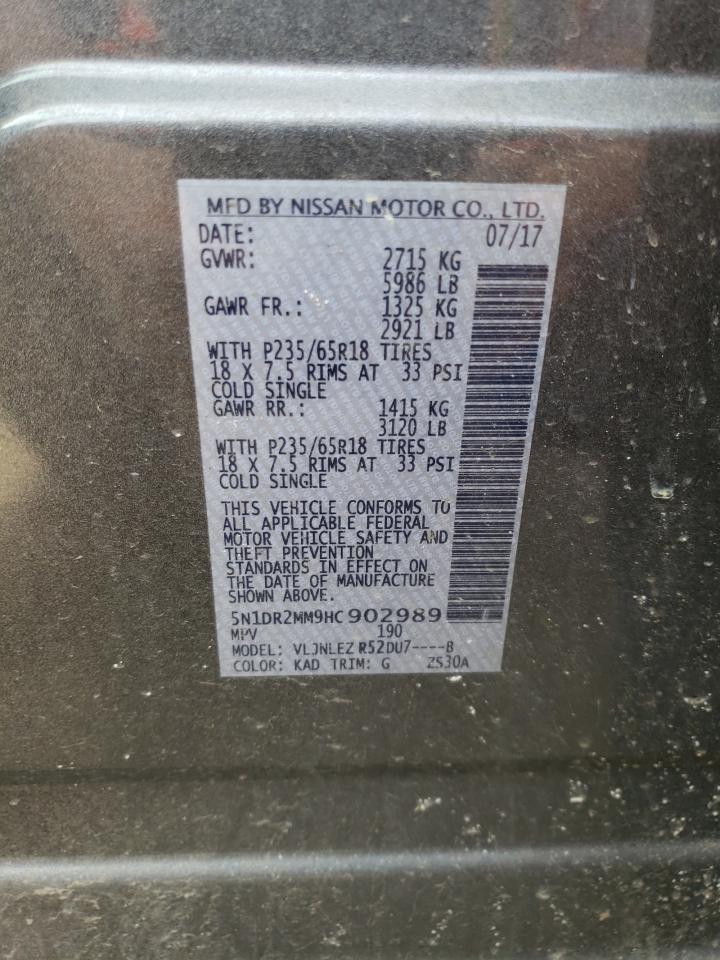 MFD BY NISSAN MOTOR CO., LTD.
DATE: 07/17
GVWR: 2715 KG
5986 LB
GAWR FR.: 1325 KG
2921 LB
WITH P235/65R18 TIRES
18 X 7.5 RIMS AT 33 PSI
COLD SINGLE
GAWR RR.: 1415 KG
3120 LB
WITH P235/65R18 TIRES
18 X 7.5 RIMS AT 33 PSI
COLD SINGLE
THIS VEHICLE CONFORMS TO
ALL APPLICABLE FEDERAL
MOTOR VEHICLE SAFETY AND
THEFT PREVENTION
STANDARDS IN EFFECT ON
THE DATE OF MANUFACTURE
SHOWN ABOVE.
5N1DR2MM9HC902989
MPV 190
MODEL: VLJNLEZ R52DU7----B
COLOR: KAD TRIM: G ZS30A